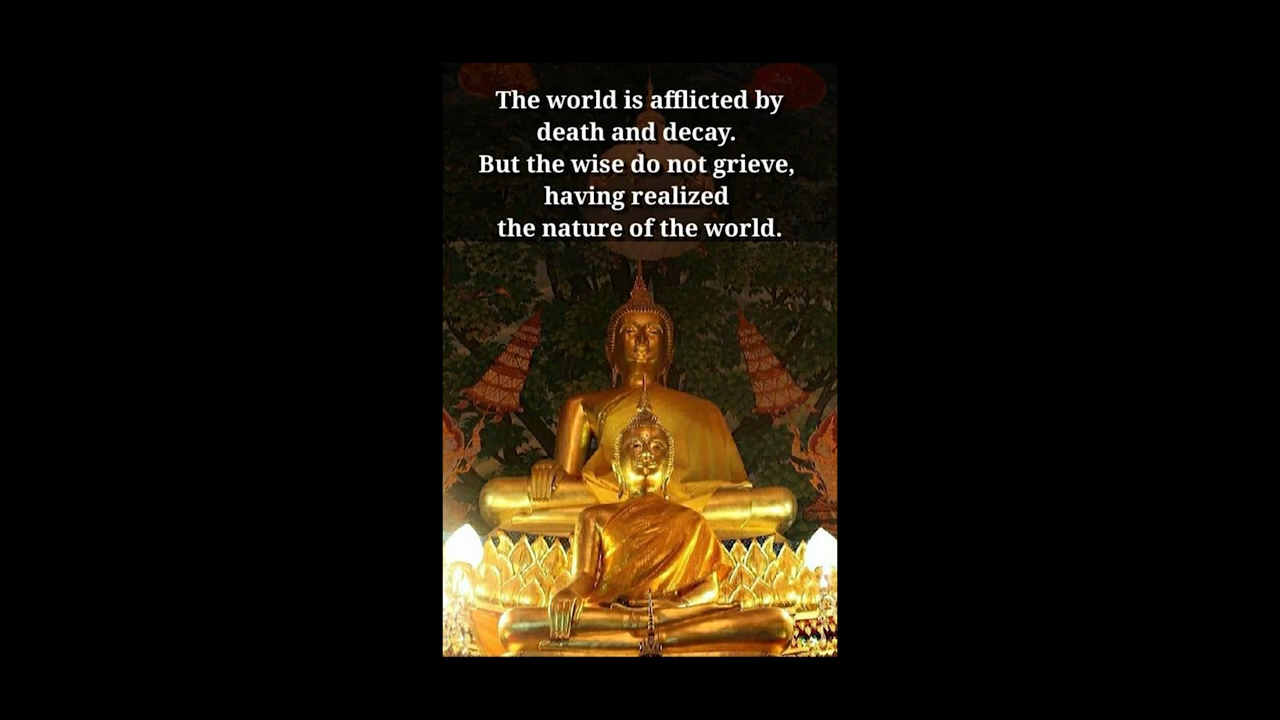 The world is afflicted by
death and decay.
But the wise do not grieve,
having realized
the nature of the world.